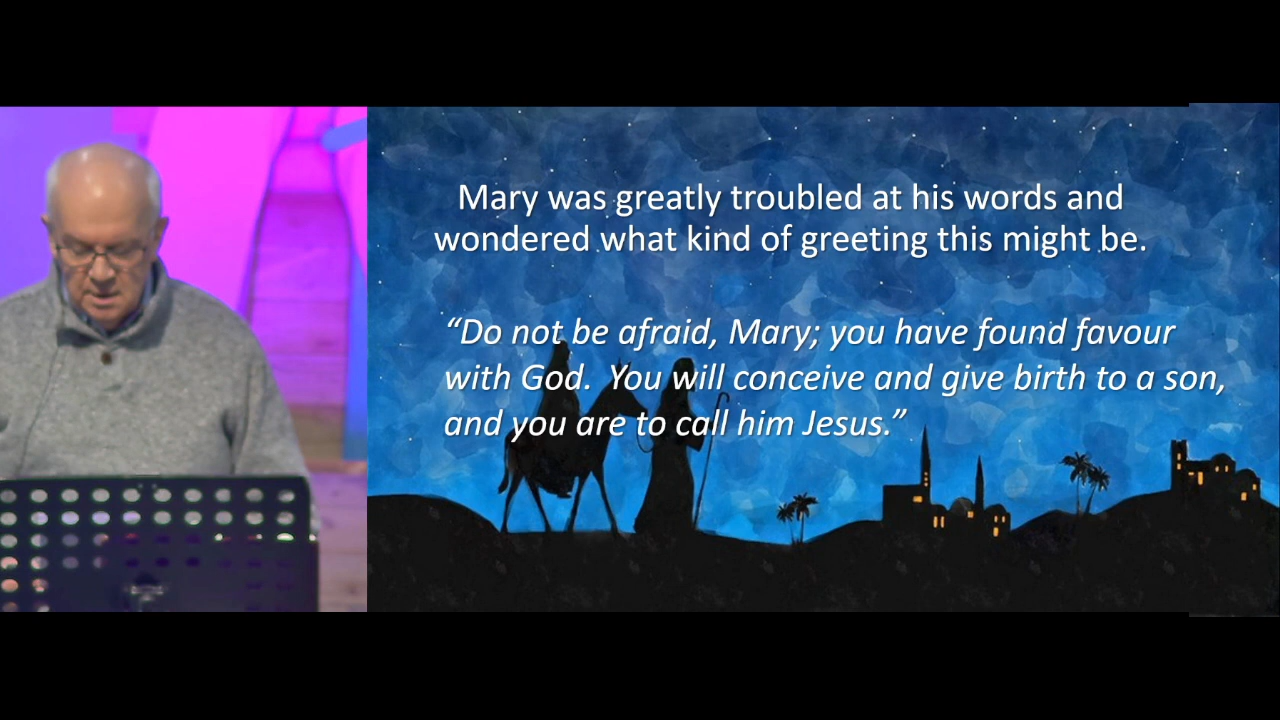 Mary was greatly troubled at his words and
wondered what kind of greeting this might be.
“Do not be afraid, Mary; you have found favour
with God.  You will conceive and give birth to a son,
and you are to call him Jesus.”